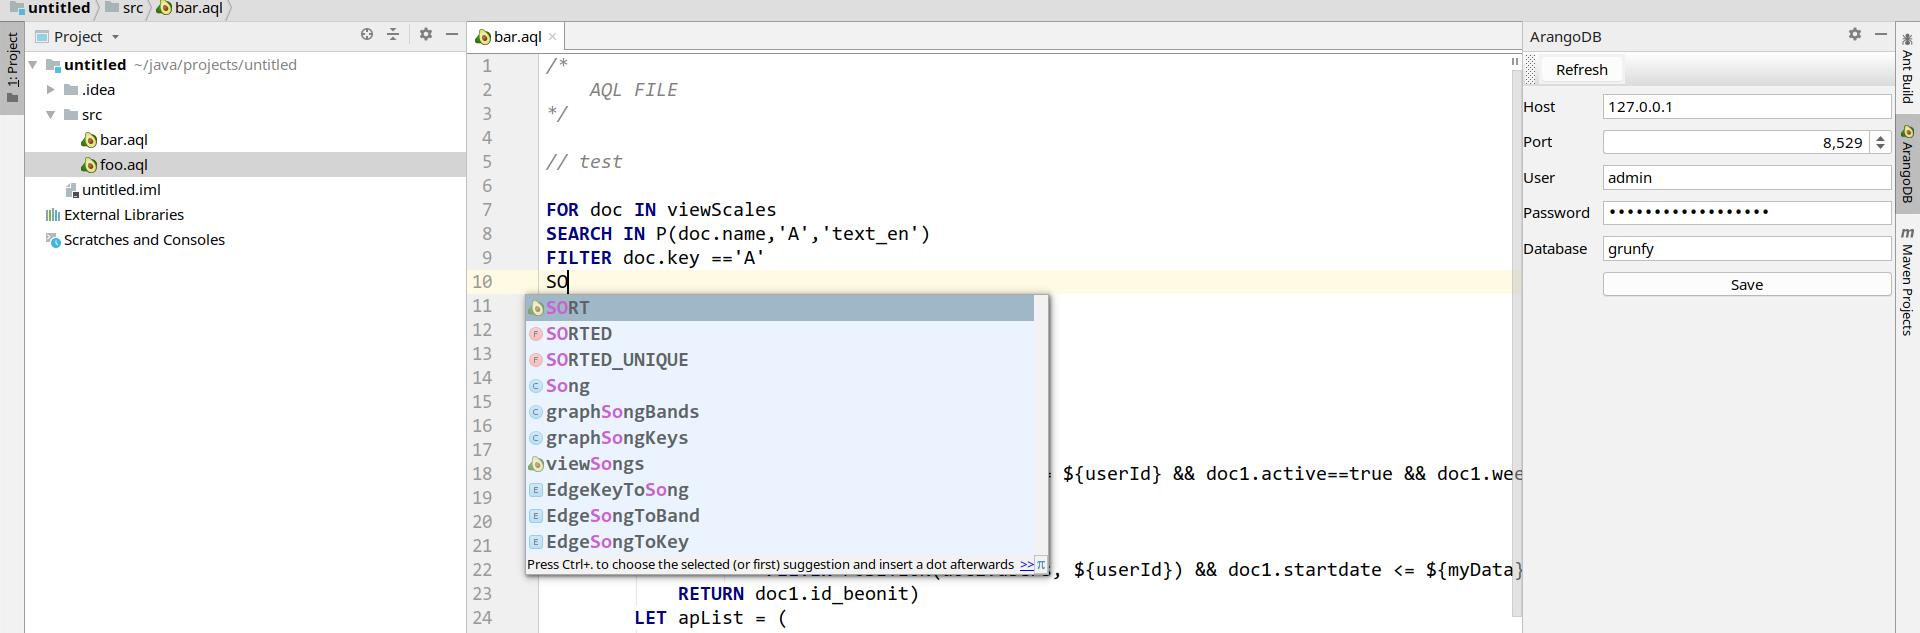 untitled src bar.aql
1: Project
Project
untitled ~/java/projects/untitled
.idea
src
bar.aql
foo.aql
untitled.iml
External Libraries
Scratches and Consoles
bar.aql
1 /*
2 AQL FILE
3 */
4
5 // test
6
7 FOR doc IN viewScales
8 SEARCH IN P(doc.name,'A','text_en')
9 FILTER doc.key =='A'
10 SO
11
12
13
14
15
16
17
18 ${userId} && doc1.active==true && doc1.wee
19
20
21
22 , ${userId}) && doc1.startdate <= ${myData}
23 RETURN doc1.id_beonit)
24 LET apList = (
SORT
SORTED
SORTED_UNIQUE
Song
graphSongBands
graphSongKeys
viewSongs
EdgeKeyToSong
EdgeSongToBand
EdgeSongToKey
Press Ctrl+. to choose the selected (or first) suggestion and insert a dot afterwards >> π
ArangoDB
Refresh
Host 127.0.0.1
Port 8,529
User admin
Password ••••••••••••••••••
Database grunfy
Save
Ant Build
ArangoDB
Maven Projects